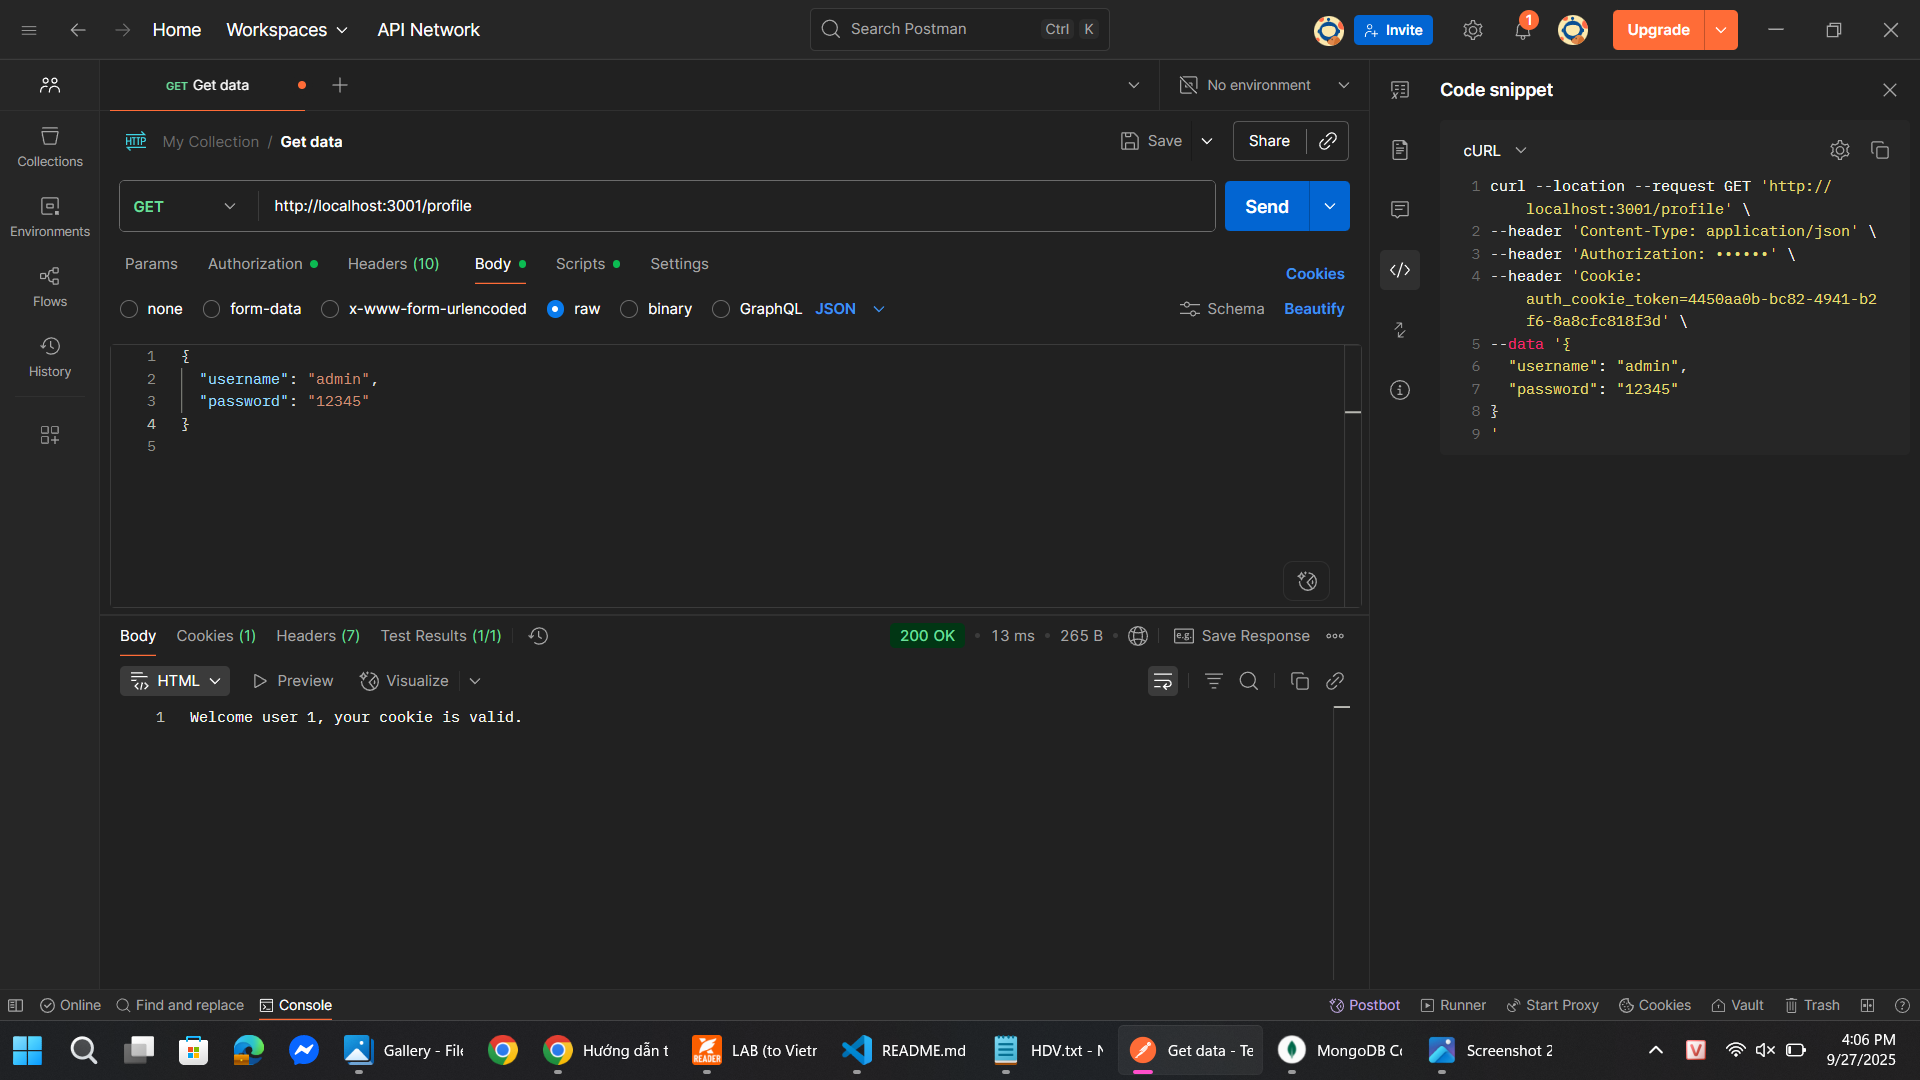 Home
Workspaces
API Network
Search Postman
Ctrl
K
Invite
1
Upgrade
GET Get data
No environment
Code snippet
HTTP
My Collection / Get data
Save
Share
Collections
Environments
Flows
History
GET
http://localhost:3001/profile
Send
Params
Authorization
Headers (10)
Body
Scripts
Settings
Cookies
none
form-data
x-www-form-urlencoded
raw
binary
GraphQL
JSON
Schema
Beautify
1 {
2 "username": "admin",
3 "password": "12345"
4 }
5
cURL
1 curl --location --request GET 'http://
localhost:3001/profile' \
2 --header 'Content-Type: application/json' \
3 --header 'Authorization: ••••••' \
4 --header 'Cookie:
auth_cookie_token=4450aa0b-bc82-4941-b2
f6-8a8cfc818f3d' \
5 --data '{
6 "username": "admin",
7 "password": "12345"
8 }
9 '
Body
Cookies (1)
Headers (7)
Test Results (1/1)
200 OK
13 ms
265 B
e.g.
Save Response
HTML
Preview
Visualize
1 Welcome user 1, your cookie is valid.
Online
Find and replace
Console
Postbot
Runner
Start Proxy
Cookies
Vault
Trash
Gallery - File
Hướng dẫn t
READER
LAB (to Vietr
README.md
HDV.txt - N
Get data - Te
MongoDB Co
Screenshot 2
V
4:06 PM
9/27/2025